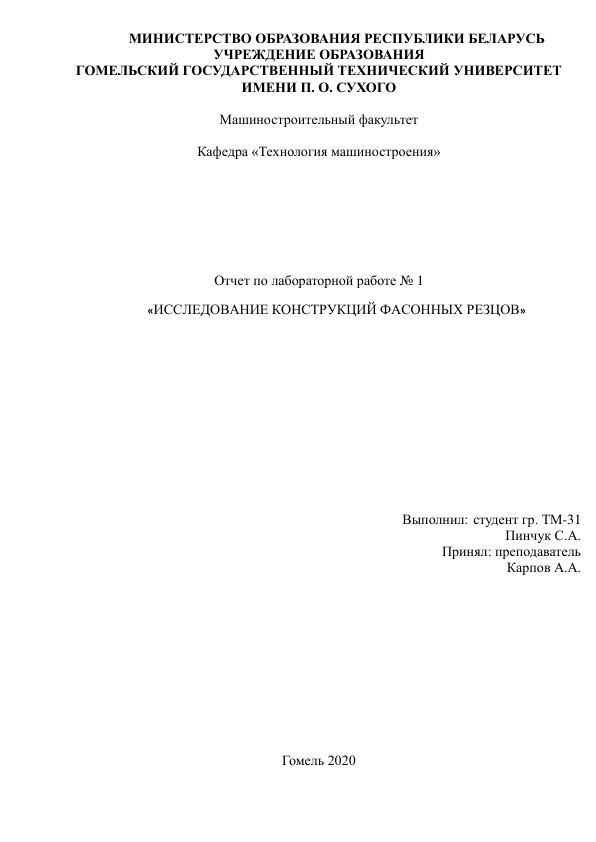 МИНИСТЕРСТВО ОБРАЗОВАНИЯ РЕСПУБЛИКИ БЕЛАРУСЬ
УЧРЕЖДЕНИЕ ОБРАЗОВАНИЯ
ГОМЕЛЬСКИЙ ГОСУДАРСТВЕННЫЙ ТЕХНИЧЕСКИЙ УНИВЕРСИТЕТ
ИМЕНИ П. О. СУХОГО
Машиностроительный факультет
Кафедра «Технология машиностроения»
Отчет по лабораторной работе № 1
«ИССЛЕДОВАНИЕ КОНСТРУКЦИЙ ФАСОННЫХ РЕЗЦОВ»
Выполнил: студент гр. ТМ-31
Пинчук С.А.
Принял: преподаватель
Карпов А.А.
Гомель 2020